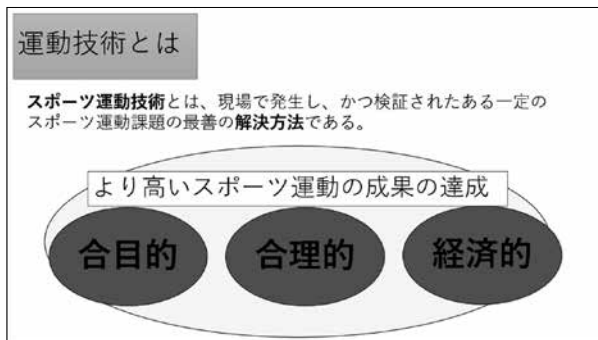 運動技術とは
スポーツ運動技術とは、現場で発生し、かつ検証されたある一定の
スポーツ運動課題の最善の解決方法である。
より高いスポーツ運動の成果の達成
合目的
合理的
経済的